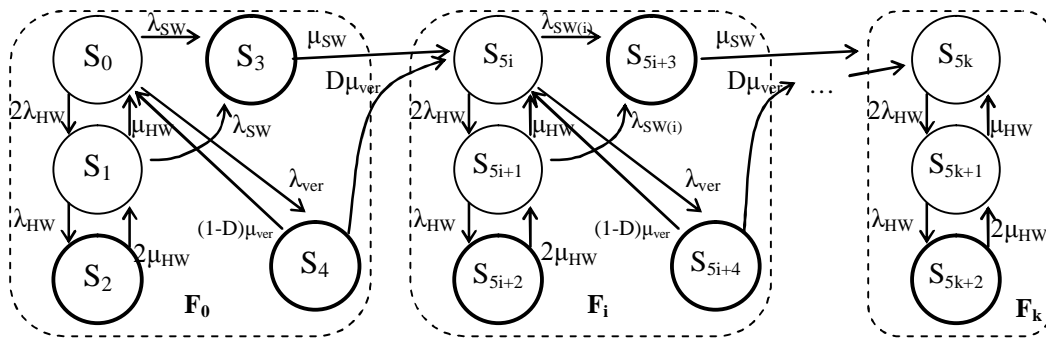 λSW λSW(i)
S0 S3 μSW S5i S5i+3 μSW S5k
Dμver Dμver …
2λHW μHW λSW 2λHW μHW λSW(i) 2λHW μHW
S1 S5i+1 S5k+1
λver λver
λHW (1-D)μver λHW (1-D)μver λHW
2μHW 2μHW 2μHW
S2 S4 S5i+2 S5i+4 S5k+2
F0 Fi Fk